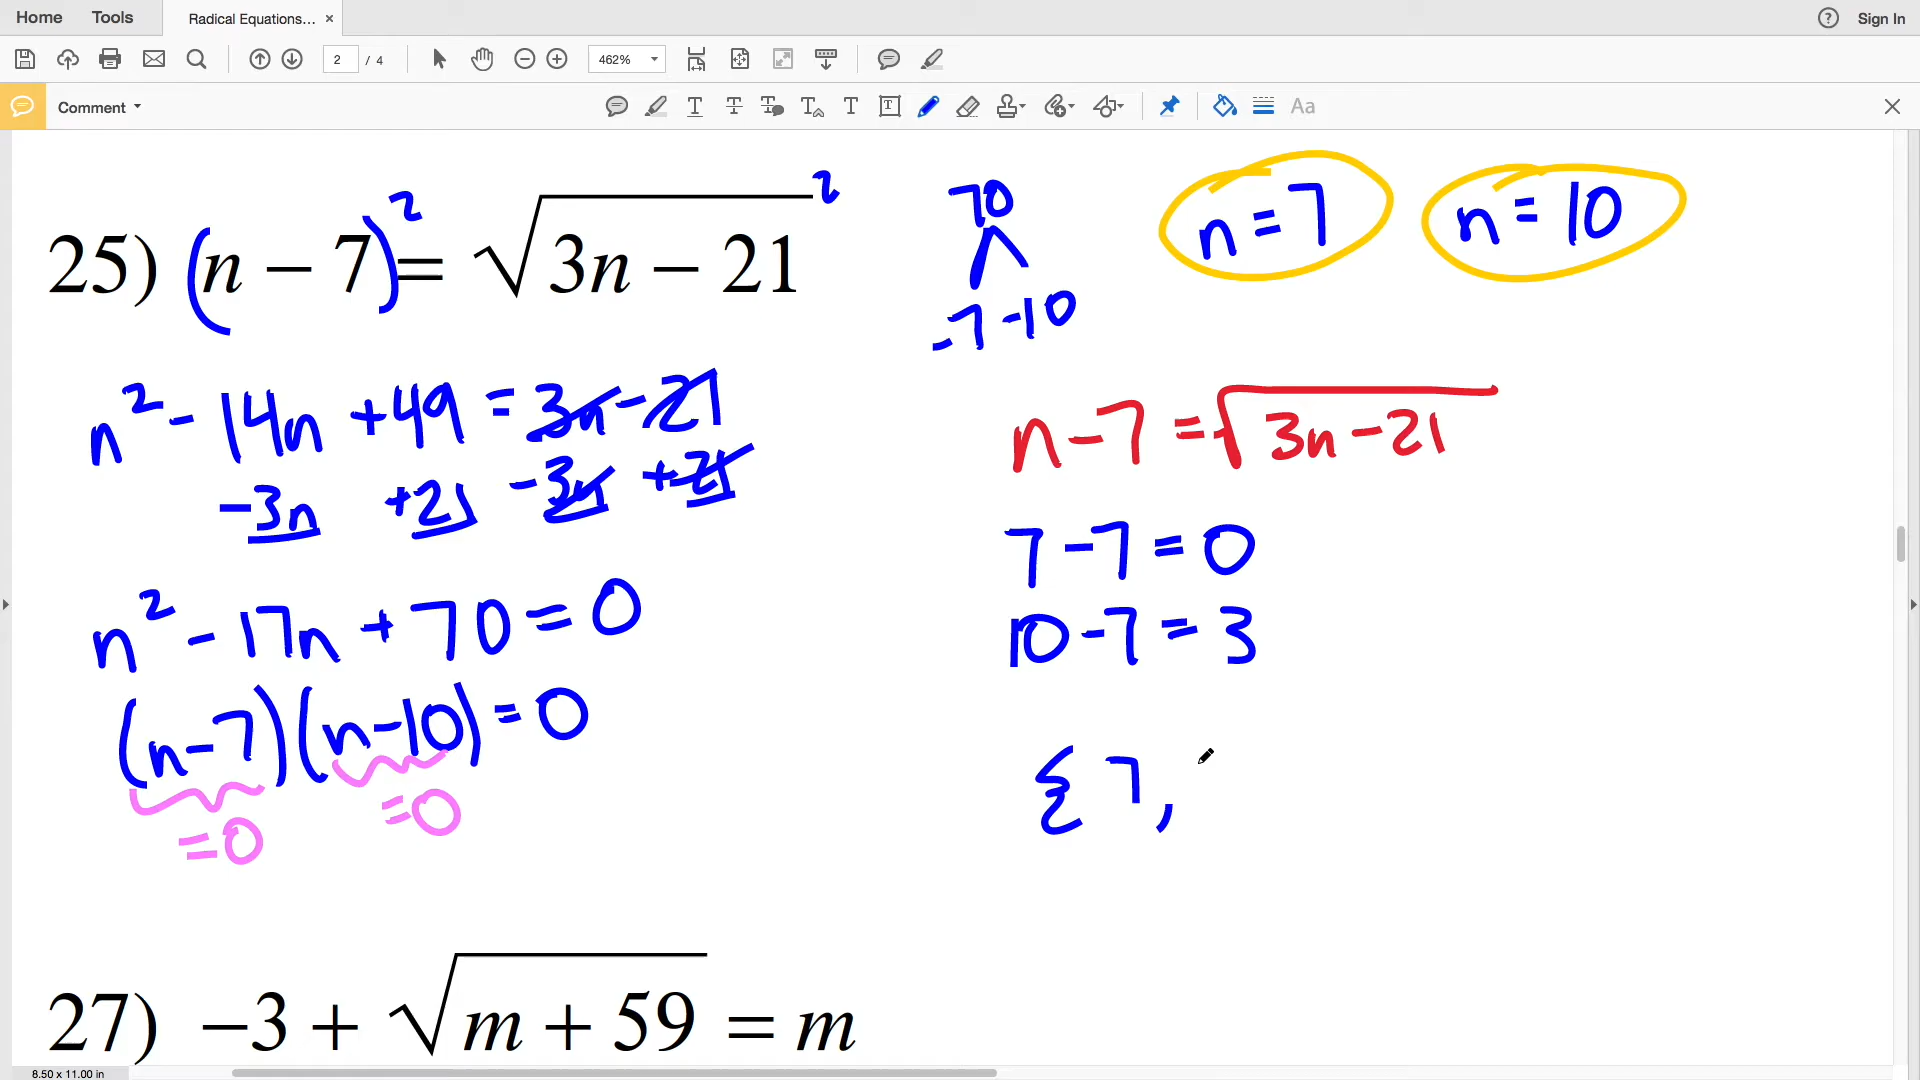 Home Tools Radical Equations... × ? Sign In
2 / 4 462%
Comment T T T T T T Aa
25) (n − 7)² = √3n − 21²
70
-7 -10
n = 7 n = 10
n² - 14n + 49 = 3n - 21
-3n +21 -3n +21
n² - 17n + 70 = 0
(n-7)(n-10) = 0
=0 =0
n - 7 = √3n - 21
7 - 7 = 0
10 - 7 = 3
{ 7,
27) −3 + √m + 59 = m
8.50 x 11.00 in